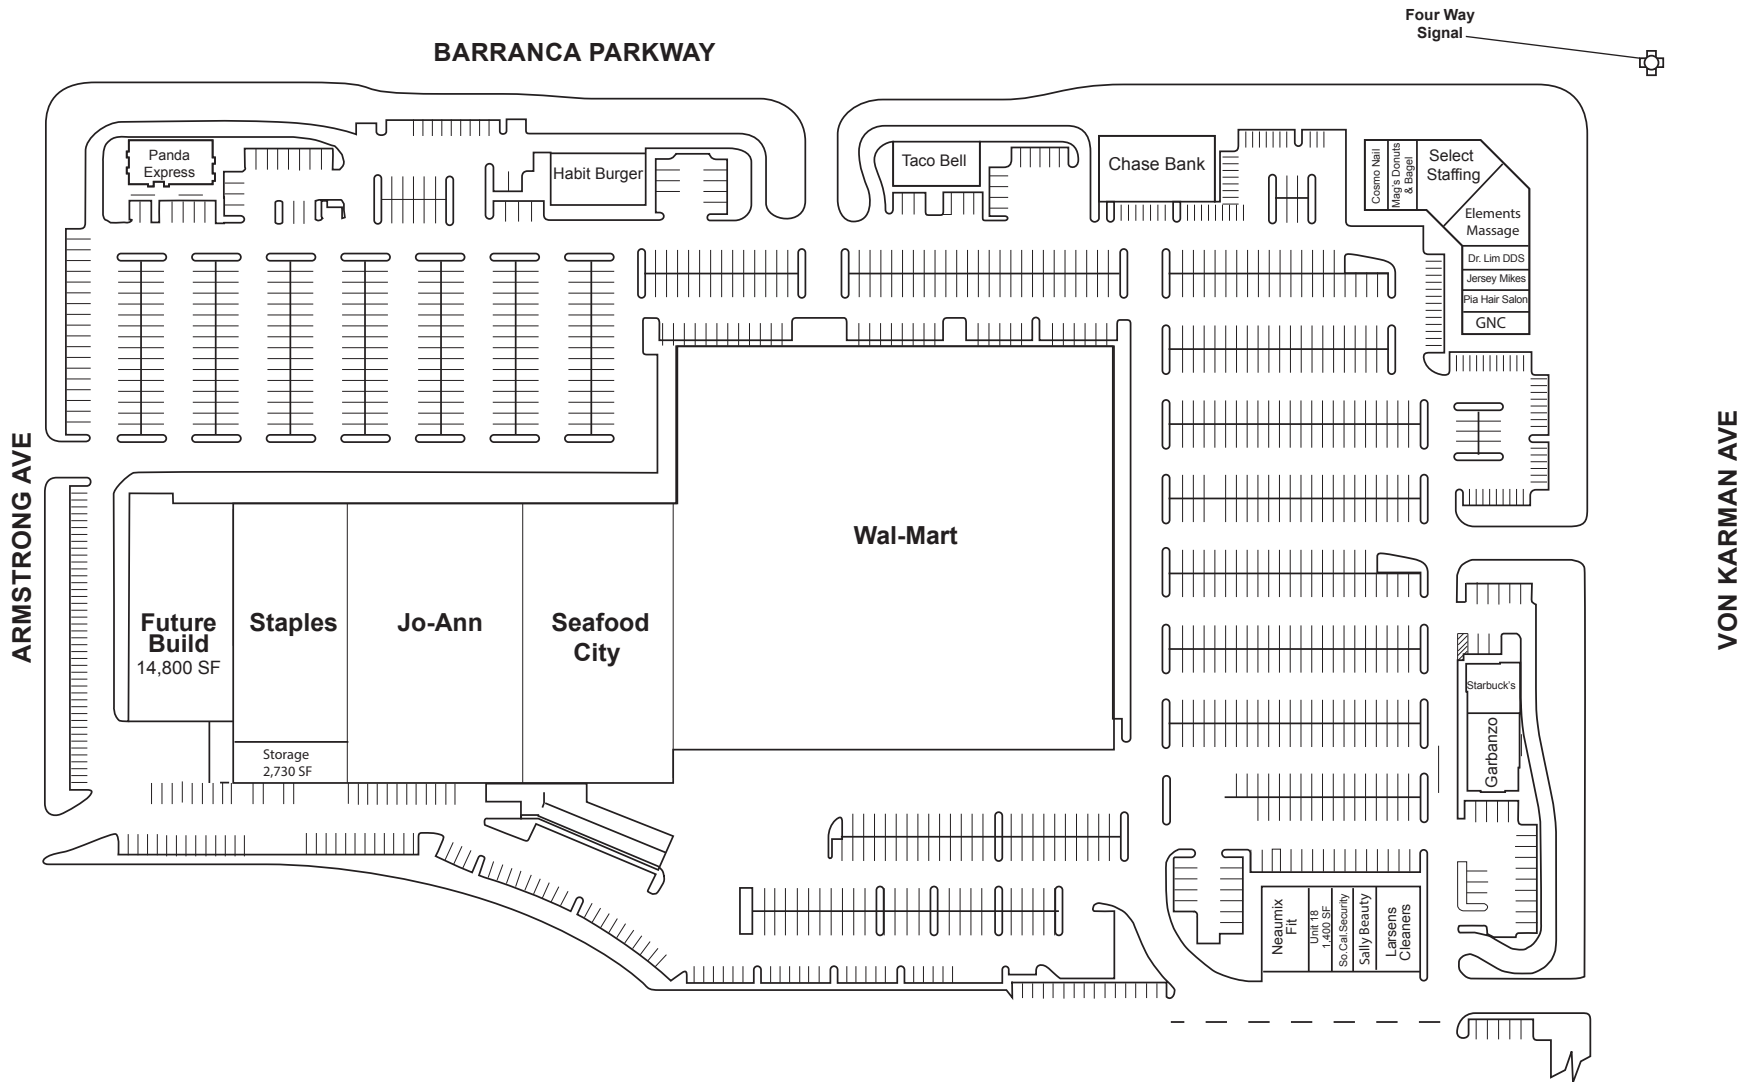 Four Way
Signal
BARRANCA PARKWAY
Panda
Express
Habit Burger
Taco Bell
Chase Bank
Cosmo Nail
Mag's Donuts
& Bagel
Select
Staffing
Elements
Massage
Dr. Lim DDS
Jersey Mikes
Pia Hair Salon
GNC
ARMSTRONG AVE
VON KARMAN AVE
Wal-Mart
Future
Build
14,800 SF
Staples
Jo-Ann
Seafood
City
Storage
2,730 SF
Starbuck's
Garbanzo
Neaumix
Fit
Unit 18
1,400 SF
So.Cal.Security
Sally Beauty
Larsens
Cleaners